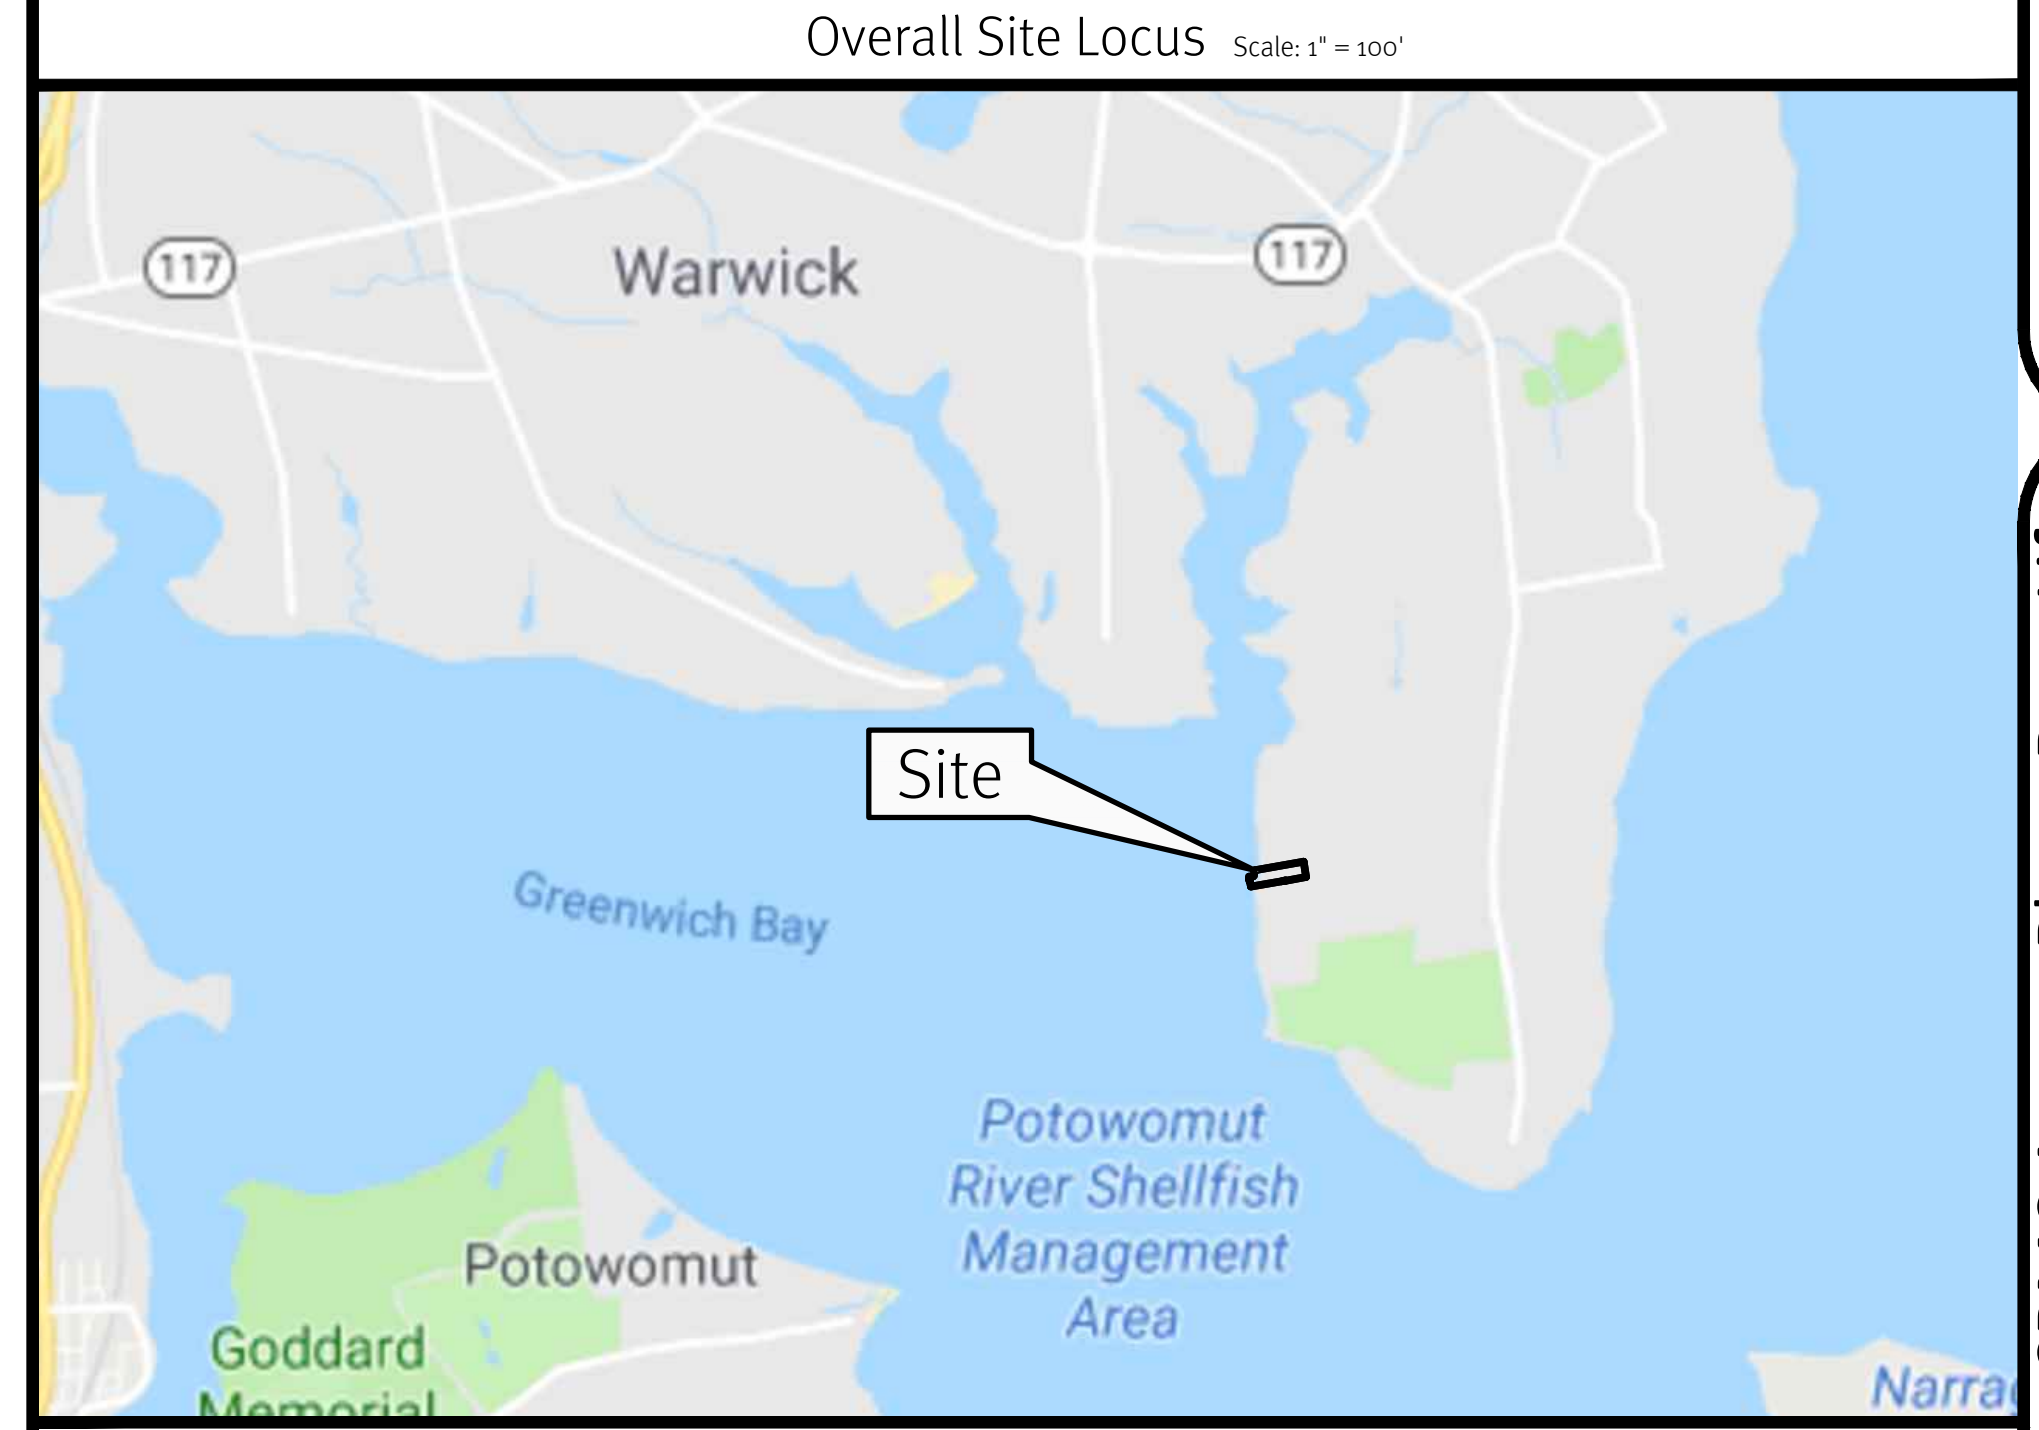 Overall Site Locus Scale: 1" = 100'
117
Warwick
117
Site
Greenwich Bay
Potowomut
River Shellfish
Management
Area
Potowomut
Goddard
Memorial